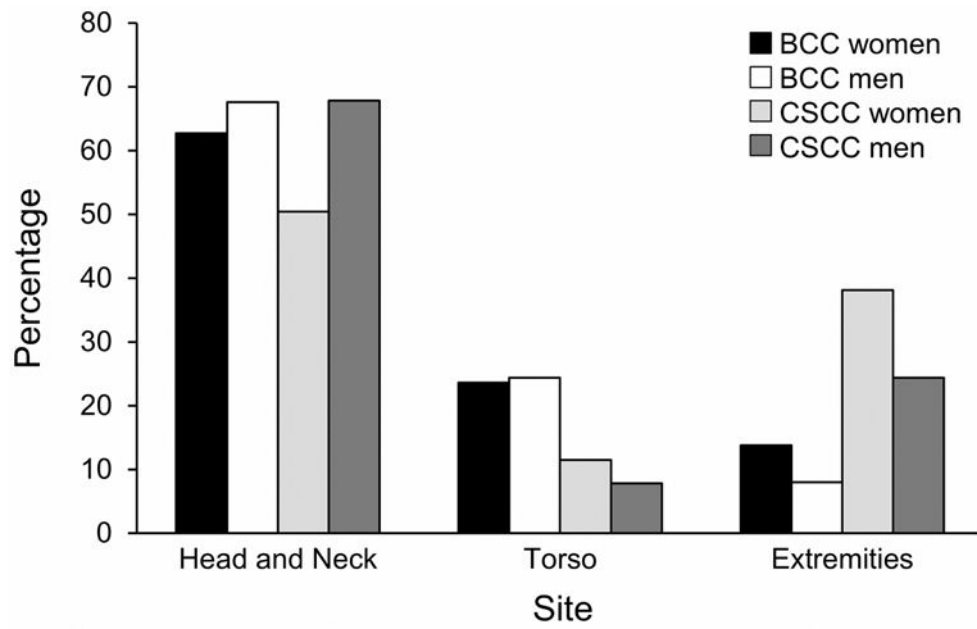 80
70
60
50
40
30
20
10
0
Percentage
BCC women
BCC men
CSCC women
CSCC men
Head and Neck
Torso
Extremities
Site